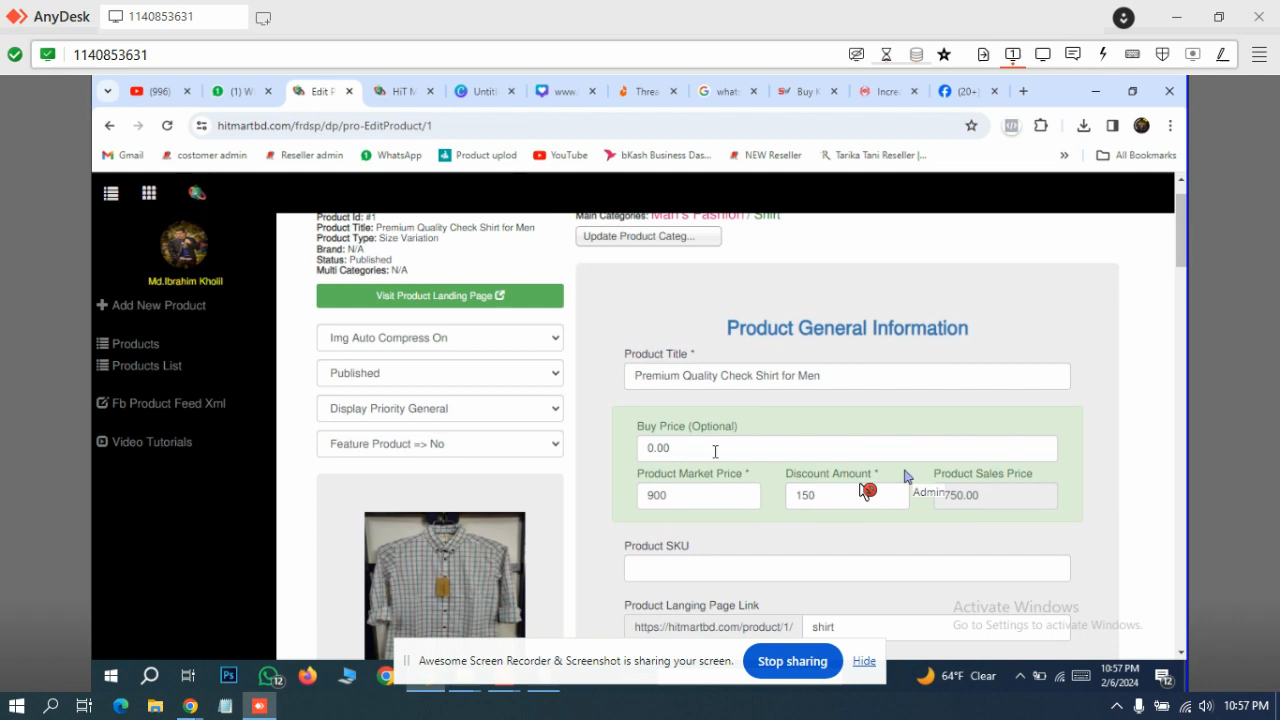 AnyDesk
1140853631
1140853631
(996)
(1) W
Edit P
HiT M
Untiti
www.
Threa
what
Buy K
Incre
(20+)
hitmartbd.com/frdsp/dp/pro-EditProduct/1
Gmail
costomer admin
Reseller admin
WhatsApp
Product uplod
YouTube
bKash Business Das...
NEW Reseller
Tarika Tani Reseller |...
»
All Bookmarks
Md.Ibrahim Kholil
Add New Product
Products
Products List
Fb Product Feed Xml
Video Tutorials
Product Id: #1
Product Title: Premium Quality Check Shirt for Men
Product Type: Size Variation
Brand: N/A
Status: Published
Multi Categories: N/A
Visit Product Landing Page
Img Auto Compress On
Published
Display Priority General
Feature Product => No
Main Categories: Man's Fashion / Shirt
Update Product Categ...
Product General Information
Product Title *
Premium Quality Check Shirt for Men
Buy Price (Optional)
0.00
Product Market Price *
Discount Amount *
Product Sales Price
900
150
750.00
Admin
Product SKU
Product Langing Page Link
https://hitmartbd.com/product/1/
shirt
Activate Windows
Go to Settings to activate Windows.
Awesome Screen Recorder & Screenshot is sharing your screen.
Stop sharing
Hide
Ps
12
64°F Clear
10:57 PM
2/6/2024
12
10:57 PM